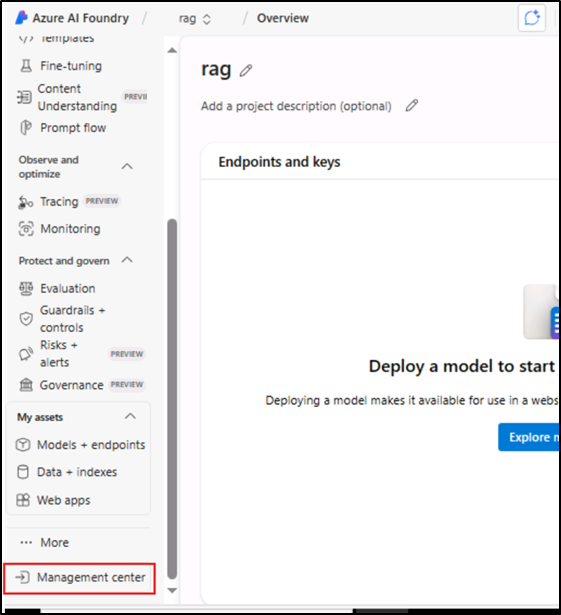 Azure AI Foundry / rag / Overview
Templates
Fine-tuning
Content
Understanding PREVI
Prompt flow
Observe and
optimize
Tracing PREVIEW
Monitoring
Protect and govern
Evaluation
Guardrails +
controls
Risks +
alerts PREVIEW
Governance PREVIEW
My assets
Models + endpoints
Data + indexes
Web apps
... More
Management center
rag
Add a project description (optional)
Endpoints and keys
Deploy a model to start
Deploying a model makes it available for use in a webs
Explore m